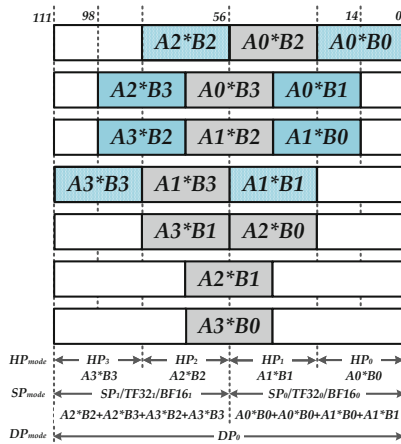 111 98 56 14 0
A2*B2 A0*B2 A0*B0
A2*B3 A0*B3 A0*B1
A3*B2 A1*B2 A1*B0
A3*B3 A1*B3 A1*B1
A3*B1 A2*B0
A2*B1
A3*B0
HPmode HP3 HP2 HP1 HP0
A3*B3 A2*B2 A1*B1 A0*B0
SPmode SP1/TF321/BF161 SP0/TF320/BF160
A2*B2+A2*B3+A3*B2+A3*B3 A0*B0+A0*B0+A1*B0+A1*B1
DPmode DP0